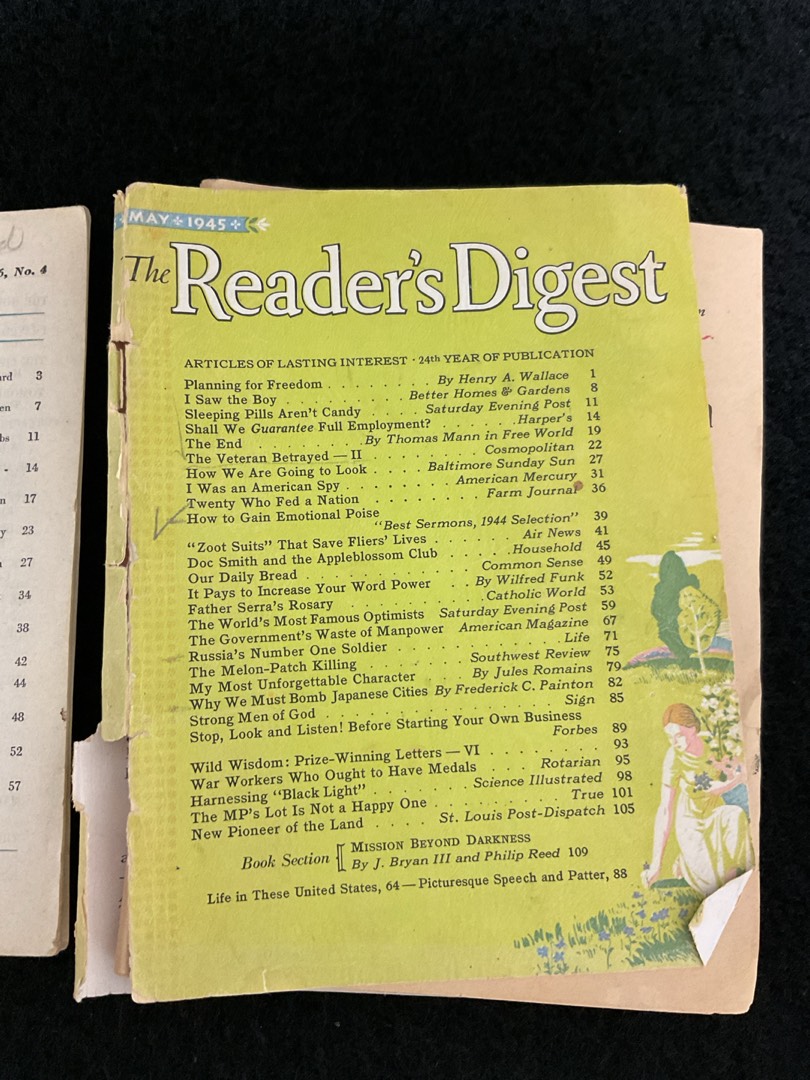 d
5, No. 4
rd 3
en 7
bs 11
- 14
n 17
y 23
27
34
38
42
44
48
52
57
MAY 1945
The Reader's Digest
ARTICLES OF LASTING INTEREST · 24th YEAR OF PUBLICATION
Planning for Freedom . . . . . . . . By Henry A. Wallace 1
I Saw the Boy . . . . . . . . Better Homes & Gardens 8
Sleeping Pills Aren't Candy . . . . Saturday Evening Post 11
Shall We Guarantee Full Employment? . . . . . Harper's 14
The End . . . . . . . . By Thomas Mann in Free World 19
The Veteran Betrayed — II . . . . . . . . Cosmopolitan 22
How We Are Going to Look . . . . Baltimore Sunday Sun 27
I Was an American Spy . . . . . . . . American Mercury 31
Twenty Who Fed a Nation . . . . . . . . Farm Journal 36
How to Gain Emotional Poise
"Best Sermons, 1944 Selection" 39
"Zoot Suits" That Save Fliers' Lives . . . . . . Air News 41
Doc Smith and the Appleblossom Club . . . . . Household 45
Our Daily Bread . . . . . . . . . . Common Sense 49
It Pays to Increase Your Word Power . . By Wilfred Funk 52
Father Serra's Rosary . . . . . . . . . Catholic World 53
The World's Most Famous Optimists Saturday Evening Post 59
The Government's Waste of Manpower American Magazine 67
Russia's Number One Soldier . . . . . . . . . . Life 71
The Melon-Patch Killing . . . . . . . Southwest Review 75
My Most Unforgettable Character . . . . By Jules Romains 79
Why We Must Bomb Japanese Cities By Frederick C. Painton 82
Strong Men of God . . . . . . . . . . . . . Sign 85
Stop, Look and Listen! Before Starting Your Own Business
Forbes 89
Wild Wisdom: Prize-Winning Letters — VI . . . . . . . . 93
War Workers Who Ought to Have Medals . . . Rotarian 95
Harnessing "Black Light" . . . . . . . Science Illustrated 98
The MP's Lot Is Not a Happy One . . . . . . . . True 101
New Pioneer of the Land . . . . St. Louis Post-Dispatch 105
Book Section [ MISSION BEYOND DARKNESS
By J. Bryan III and Philip Reed 109
Life in These United States, 64 — Picturesque Speech and Patter, 88